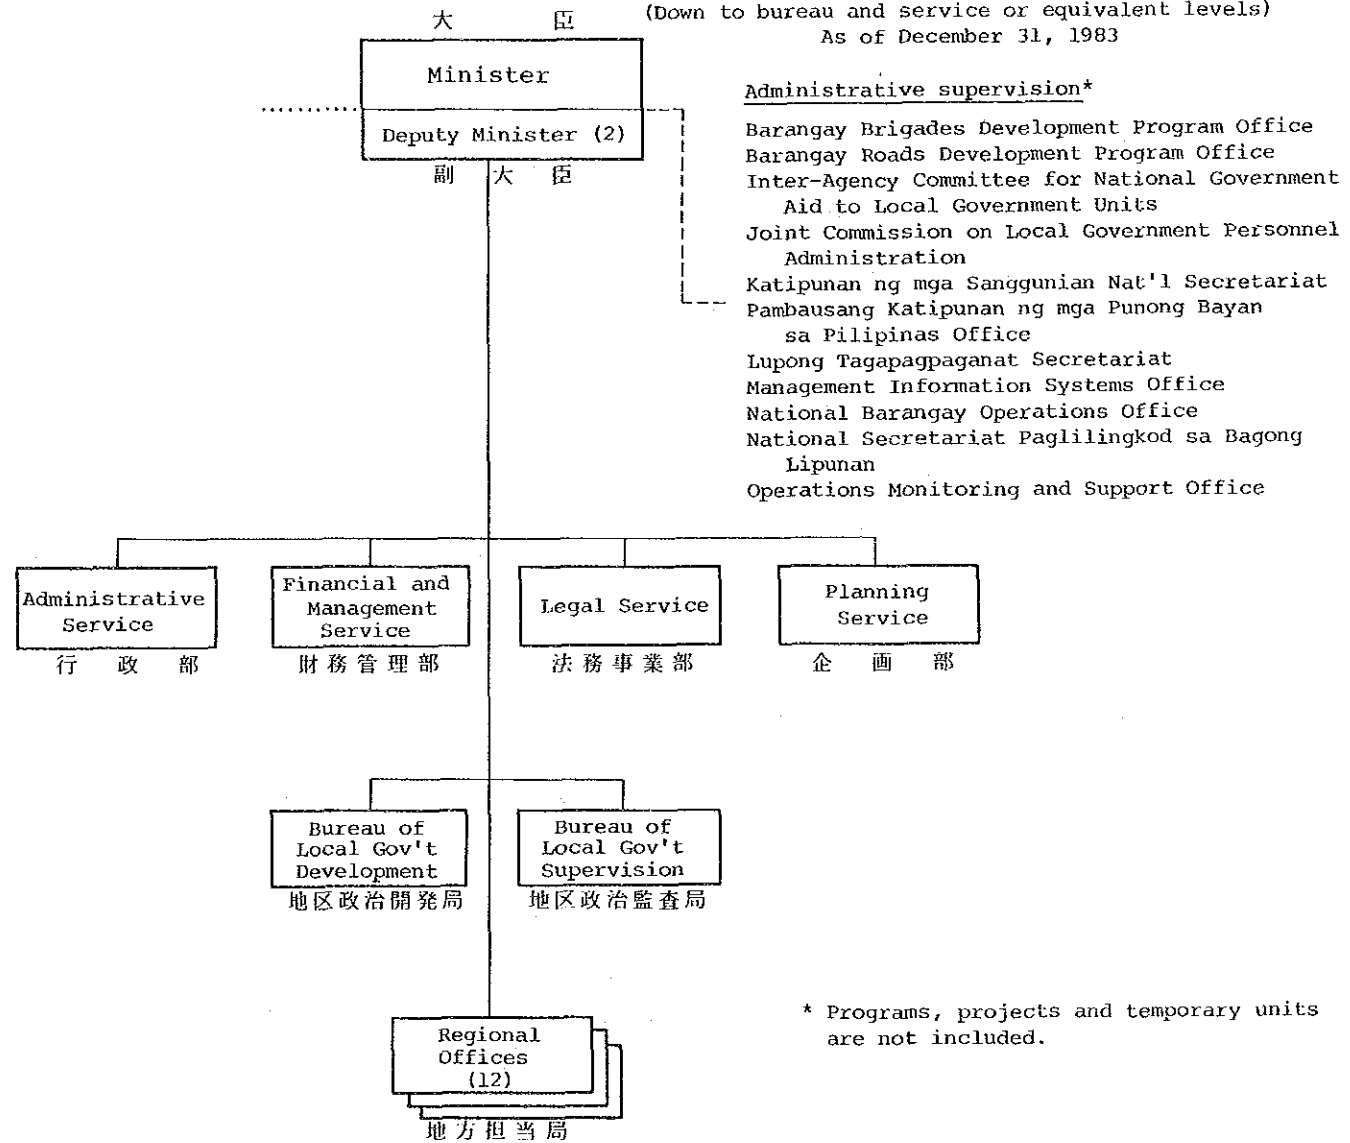 大 臣
(Down to bureau and service or equivalent levels)
As of December 31, 1983
Minister
Deputy Minister (2)
副 大 臣
Administrative supervision*
Barangay Brigades Development Program Office
Barangay Roads Development Program Office
Inter-Agency Committee for National Government
Aid to Local Government Units
Joint Commission on Local Government Personnel
Administration
Katipunan ng mga Sanggunian Nat'l Secretariat
Pambausang Katipunan ng mga Punong Bayan
sa Pilipinas Office
Lupong Tagapagpaganat Secretariat
Management Information Systems Office
National Barangay Operations Office
National Secretariat Paglilingkod sa Bagong
Lipunan
Operations Monitoring and Support Office
Administrative
Service
行 政 部
Financial and
Management
Service
財務管理部
Legal Service
法務事業部
Planning
Service
企 画 部
Bureau of
Local Gov't
Development
地区政治開発局
Bureau of
Local Gov't
Supervision
地区政治監査局
Regional
Offices
(12)
地方担当局
* Programs, projects and temporary units
are not included.